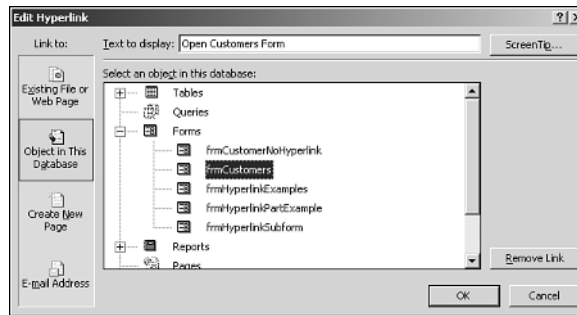 Edit Hyperlink
Link to:
Text to display: Open Customers Form
ScreenTip...
Select an object in this database:
Existing File or
Web Page
Object in This
Database
Create New
Page
E-mail Address
Tables
Queries
Forms
frmCustomerNoHyperlink
frmCustomers
frmHyperlinkExamples
frmHyperlinkPartExample
frmHyperlinkSubform
Reports
Pages
Remove Link
OK
Cancel